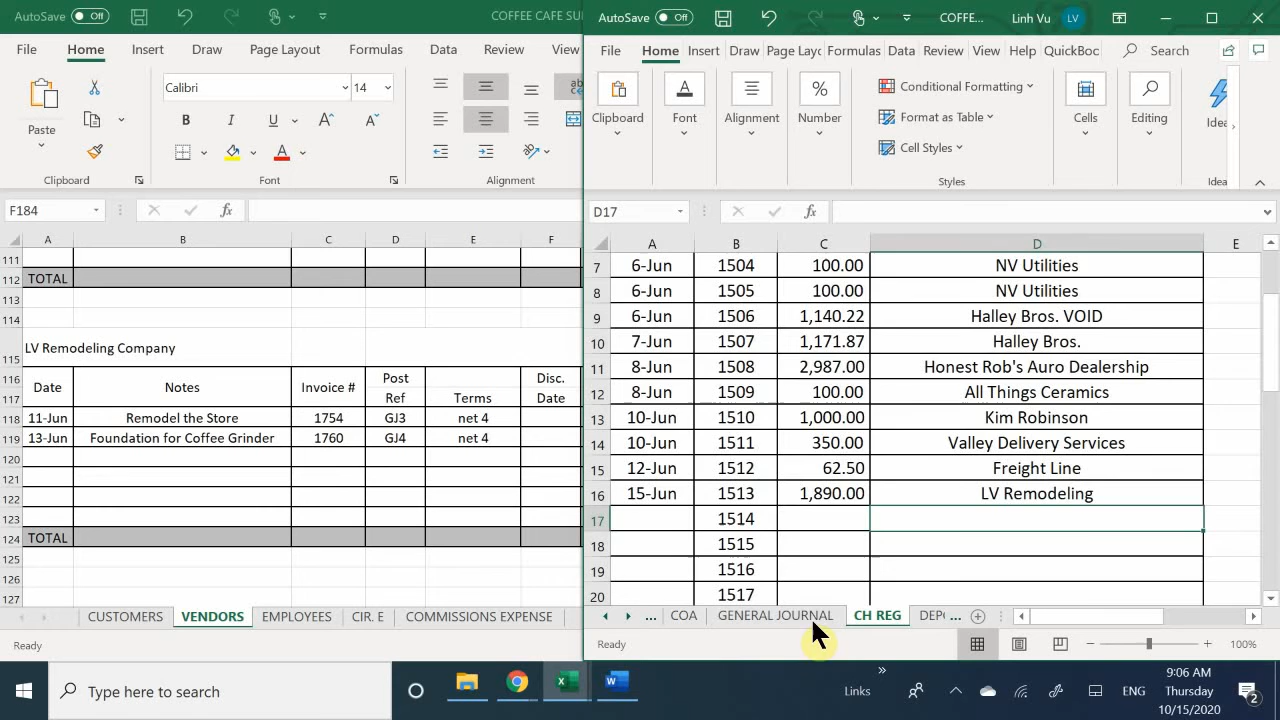 AutoSave Off COFFEE CAFE SU
File Home Insert Draw Page Layout Formulas Data Review View
Calibri 14 ab
Paste B I U A A A
Clipboard Font Alignment
F184 fx
A B C D E F
111
112 TOTAL
113
114
115 LV Remodeling Company
116 Post Disc.
117 Date Notes Invoice # Ref Terms Date
118 11-Jun Remodel the Store 1754 GJ3 net 4
119 13-Jun Foundation for Coffee Grinder 1760 GJ4 net 4
120
121
122
123
124 TOTAL
125
126
127
CUSTOMERS VENDORS EMPLOYEES CIR. E COMMISSIONS EXPENSE
Ready
AutoSave Off COFFE... Linh Vu LV
File Home Insert Draw Page Layc Formulas Data Review View Help QuickBoc Search
Clipboard Font Alignment Number Conditional Formatting Cells Editing Idea
Format as Table
Cell Styles
Styles Idea
D17 fx
A B C D E
7 6-Jun 1504 100.00 NV Utilities
8 6-Jun 1505 100.00 NV Utilities
9 6-Jun 1506 1,140.22 Halley Bros. VOID
10 7-Jun 1507 1,171.87 Halley Bros.
11 8-Jun 1508 2,987.00 Honest Rob's Auro Dealership
12 8-Jun 1509 100.00 All Things Ceramics
13 10-Jun 1510 1,000.00 Kim Robinson
14 10-Jun 1511 350.00 Valley Delivery Services
15 12-Jun 1512 62.50 Freight Line
16 15-Jun 1513 1,890.00 LV Remodeling
17 1514
18 1515
19 1516
20 1517
... COA GENERAL JOURNAL CH REG DEPO ...
Ready 100%
Type here to search Links ENG 9:06 AM
Thursday
10/15/2020 2